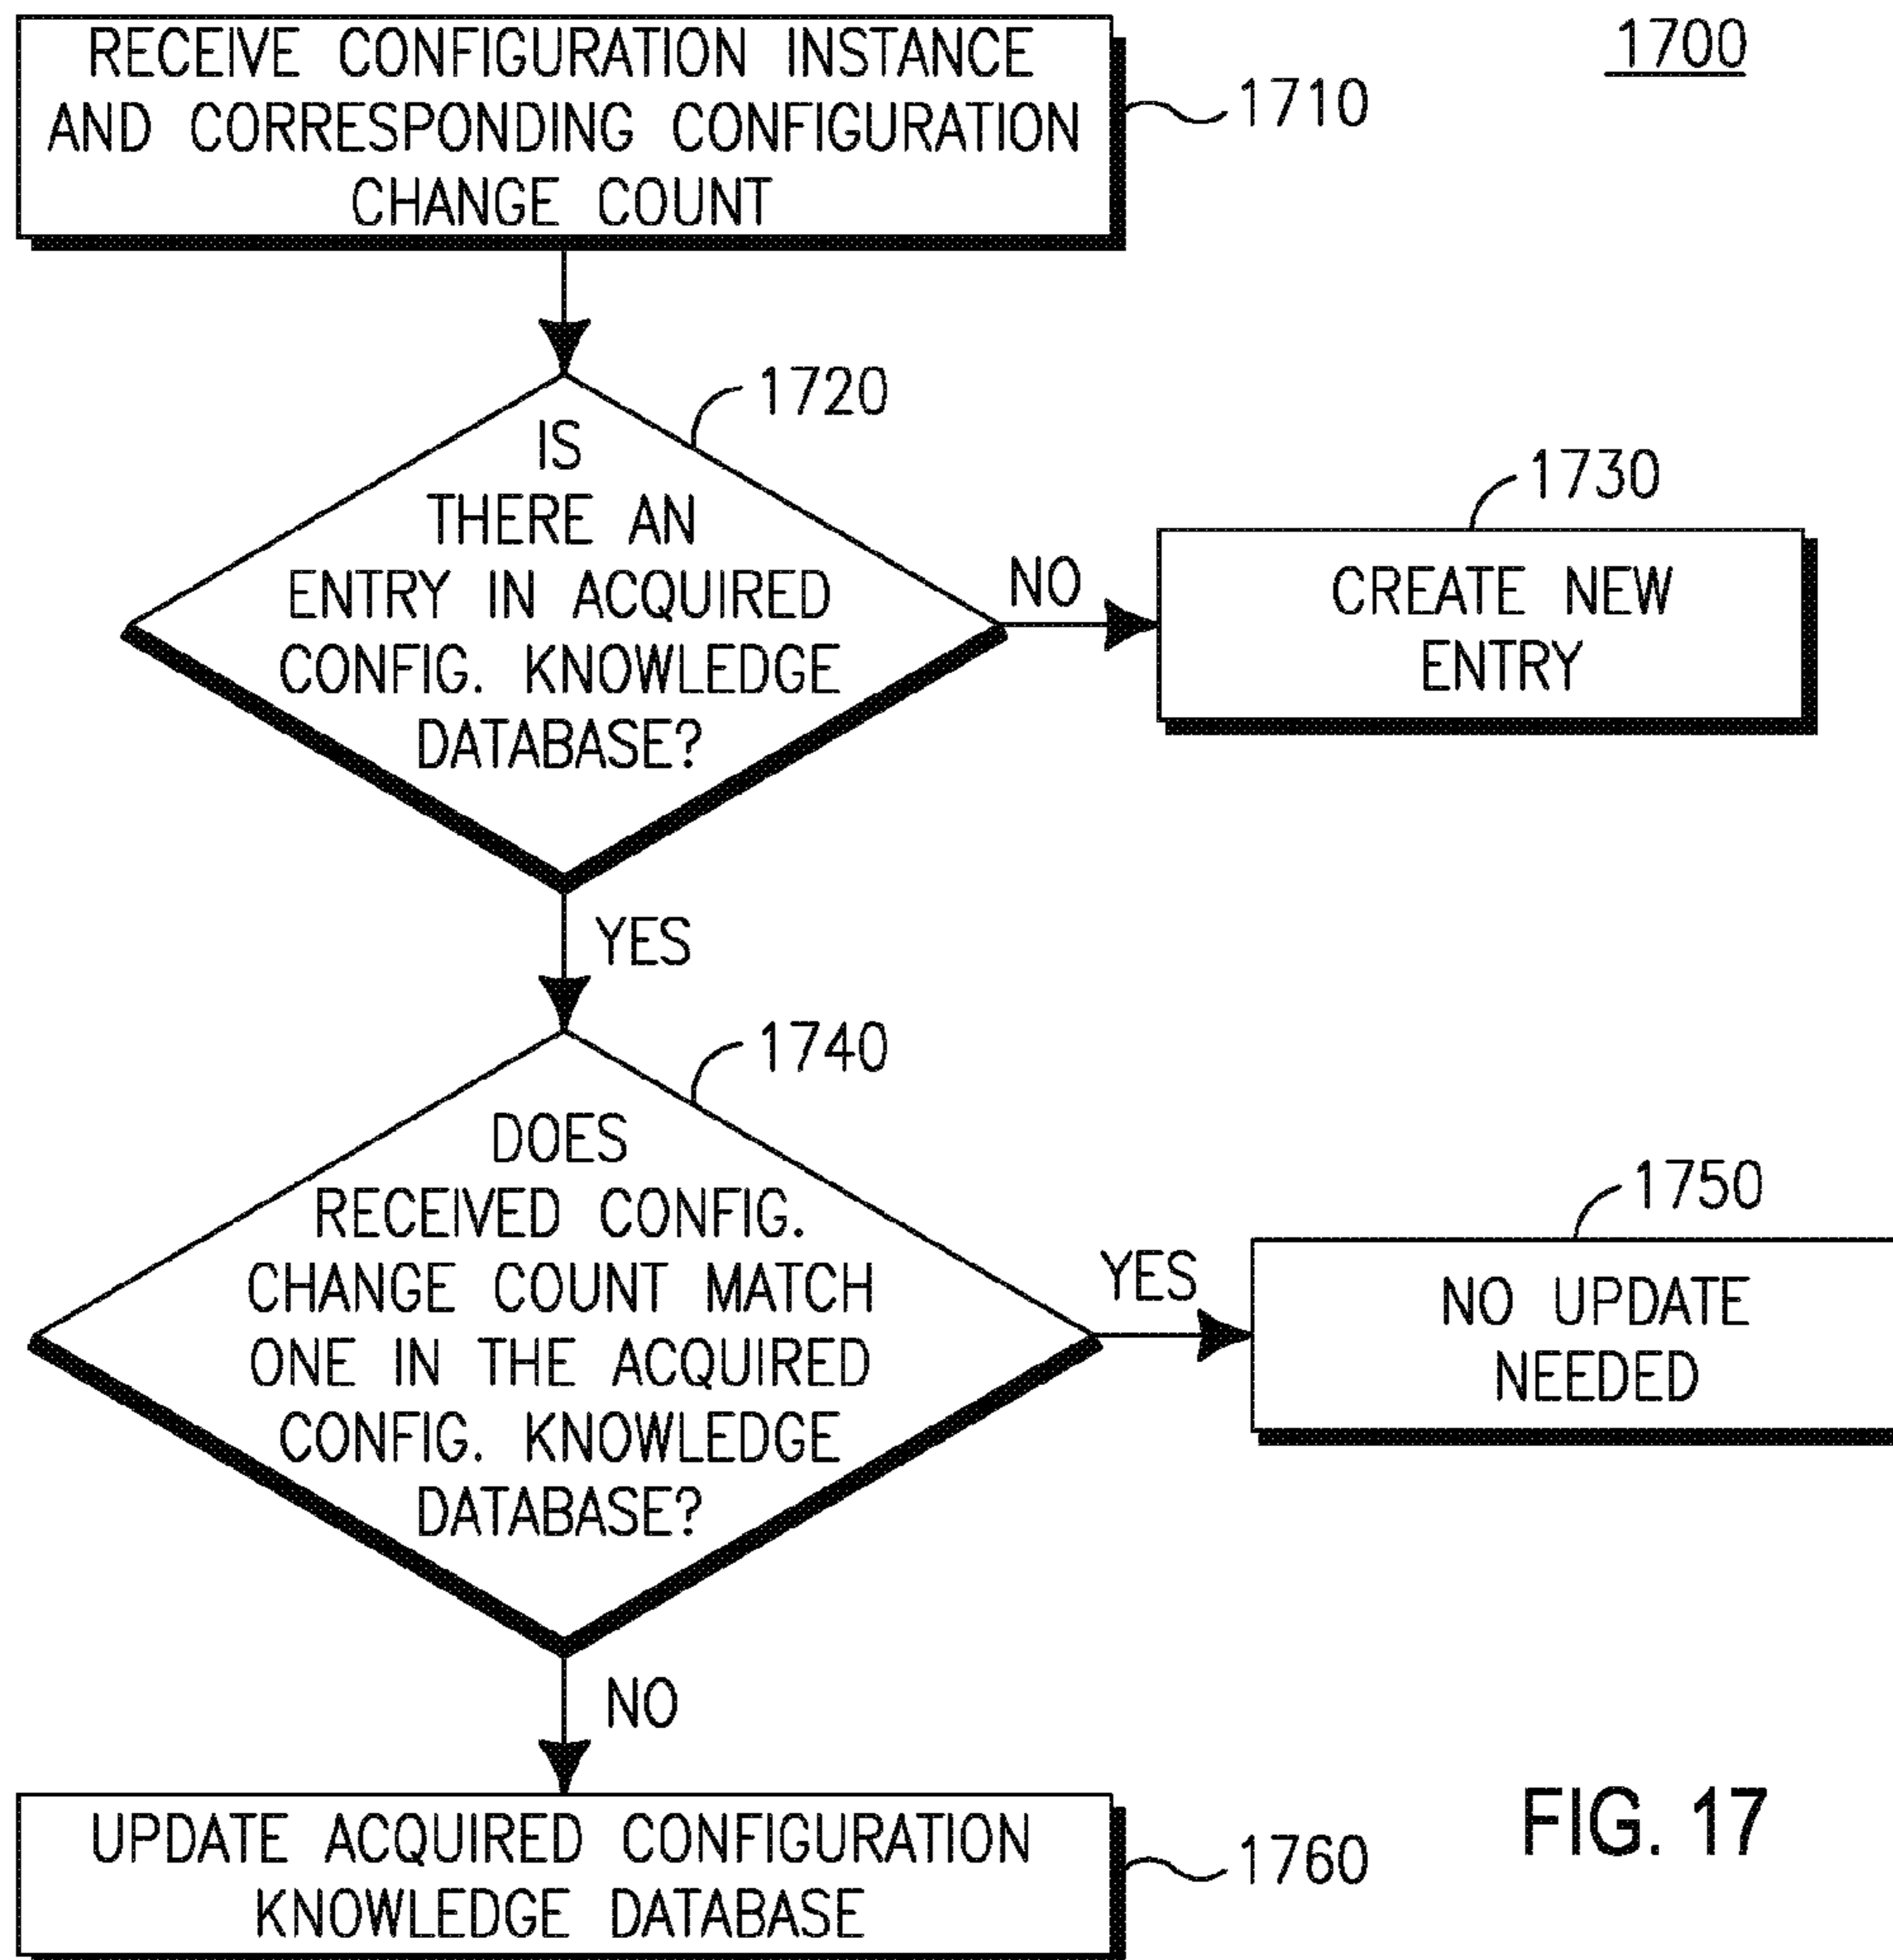 1700
RECEIVE CONFIGURATION INSTANCE
AND CORRESPONDING CONFIGURATION
CHANGE COUNT
1710
1720
IS
THERE AN
ENTRY IN ACQUIRED
CONFIG. KNOWLEDGE
DATABASE?
NO
1730
CREATE NEW
ENTRY
YES
1740
DOES
RECEIVED CONFIG.
CHANGE COUNT MATCH
ONE IN THE ACQUIRED
CONFIG. KNOWLEDGE
DATABASE?
YES
1750
NO UPDATE
NEEDED
NO
UPDATE ACQUIRED CONFIGURATION
KNOWLEDGE DATABASE
1760
FIG. 17